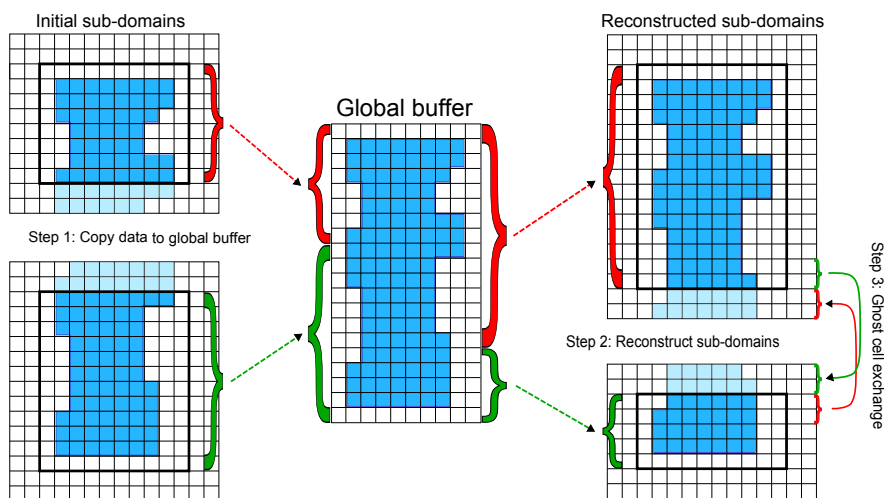 Initial sub-domains
Reconstructed sub-domains
Global buffer
Step 1: Copy data to global buffer
Step 2: Reconstruct sub-domains
Step 3: Ghost cell exchange